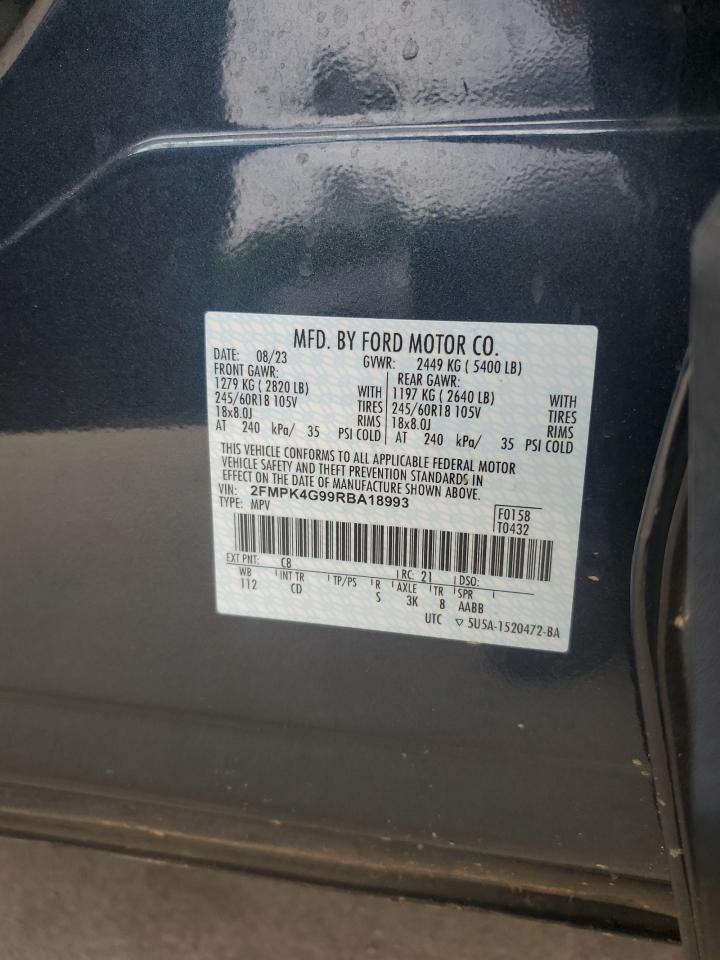 MFD. BY FORD MOTOR CO.
DATE: 08/23 GVWR: 2449 KG ( 5400 LB)
FRONT GAWR: REAR GAWR:
1279 KG ( 2820 LB) WITH 1197 KG ( 2640 LB) WITH
245/60R18 105V TIRES 245/60R18 105V TIRES
18x8.0J RIMS 18x8.0J RIMS
AT 240 kPa/ 35 PSI COLD AT 240 kPa/ 35 PSI COLD
THIS VEHICLE CONFORMS TO ALL APPLICABLE FEDERAL MOTOR
VEHICLE SAFETY AND THEFT PREVENTION STANDARDS IN
EFFECT ON THE DATE OF MANUFACTURE SHOWN ABOVE.
VIN: 2FMPK4G99RBA18993
TYPE: MPV
F0158
T0432
EXT PNT: C8 RC: 21 DSO:
WB INT TR TP/PS R AXLE TR SPR
112 CD S 3K 8 AABB
UTC ▽ 5U5A-1520472-BA